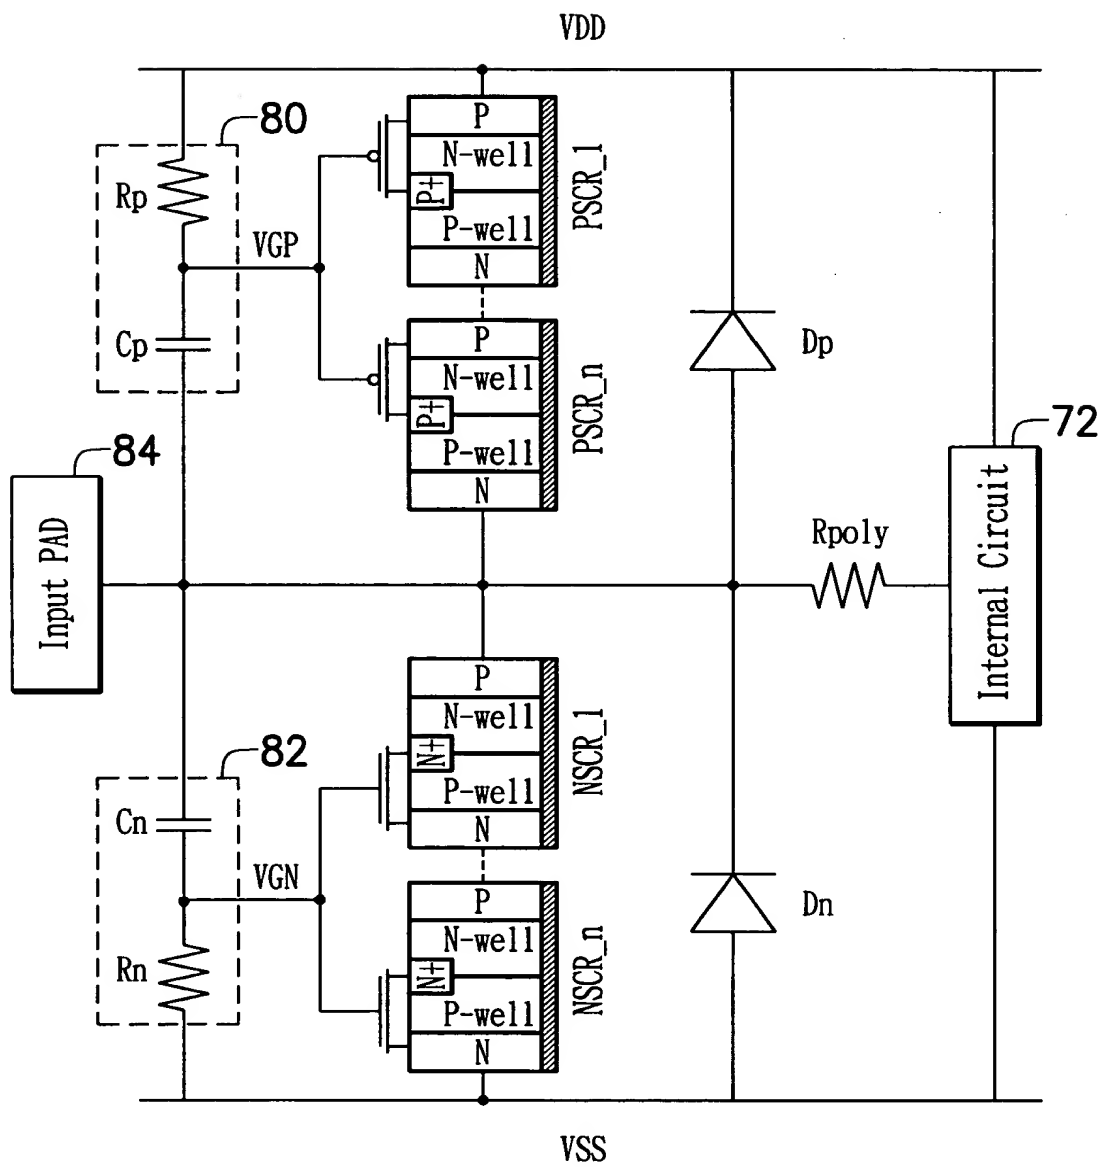 VDD
80
P
N-well
P+
P-well
N
PSCR_1
Rp
VGP
Cp
P
N-well
P+
P-well
N
PSCR_n
Dp
72
84
Input PAD
Rpoly
Internal Circuit
P
N-well
N+
P-well
N
NSCR_1
82
Cn
VGN
Rn
P
N-well
N+
P-well
N
NSCR_n
Dn
VSS